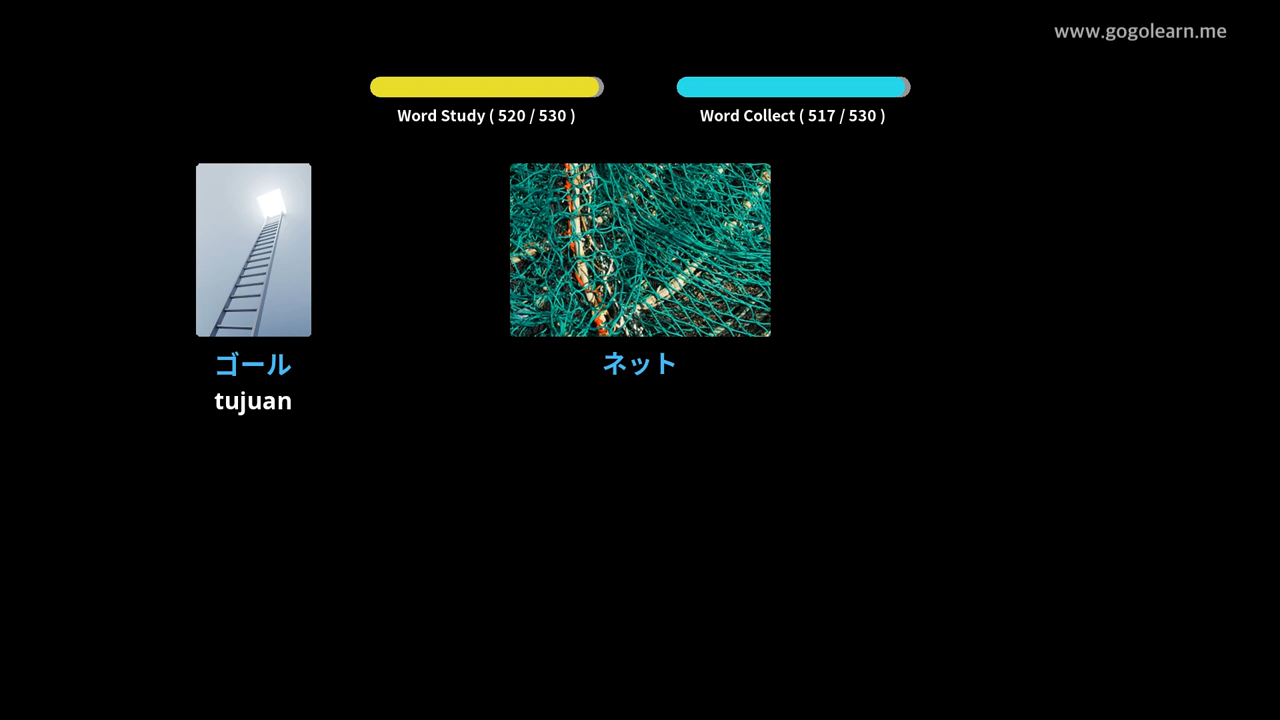 www.gogolearn.me
Word Study ( 520 / 530 )
Word Collect ( 517 / 530 )
ゴール
tujuan
ネット